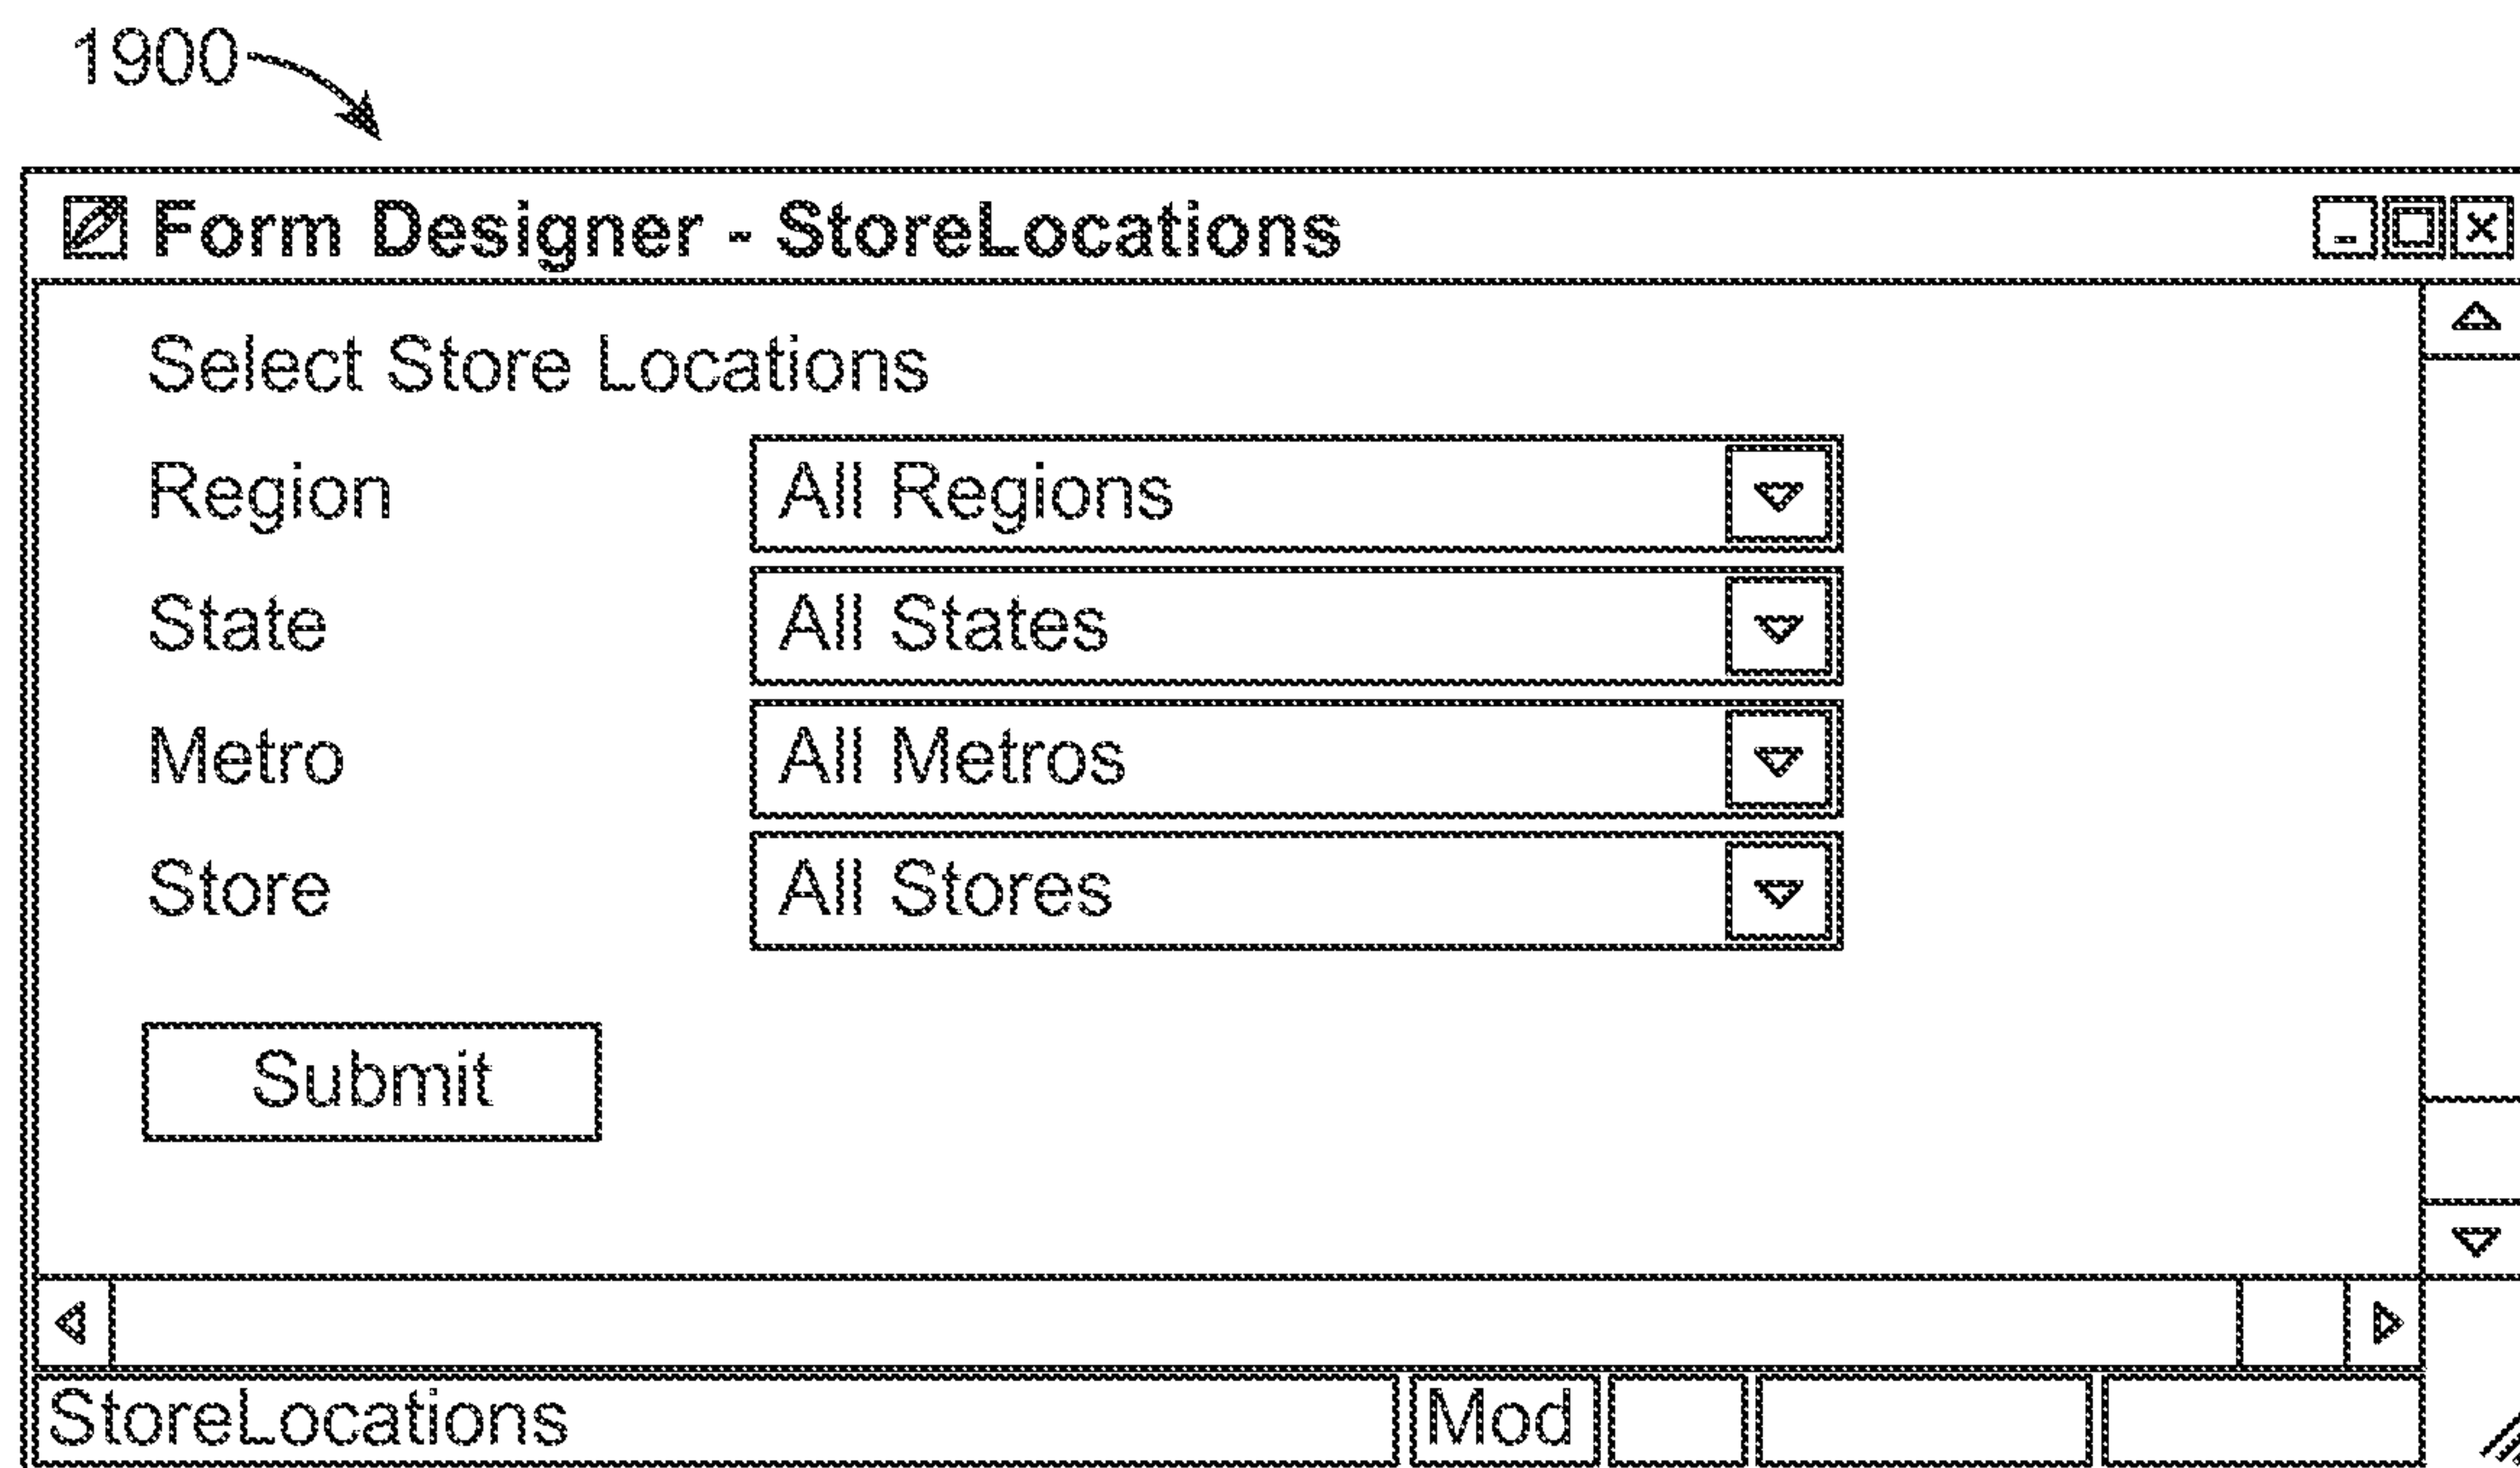 1900
Form Designer - StoreLocations
Select Store Locations
Region All Regions
State All States
Metro All Metros
Store All Stores
Submit
StoreLocations Mod